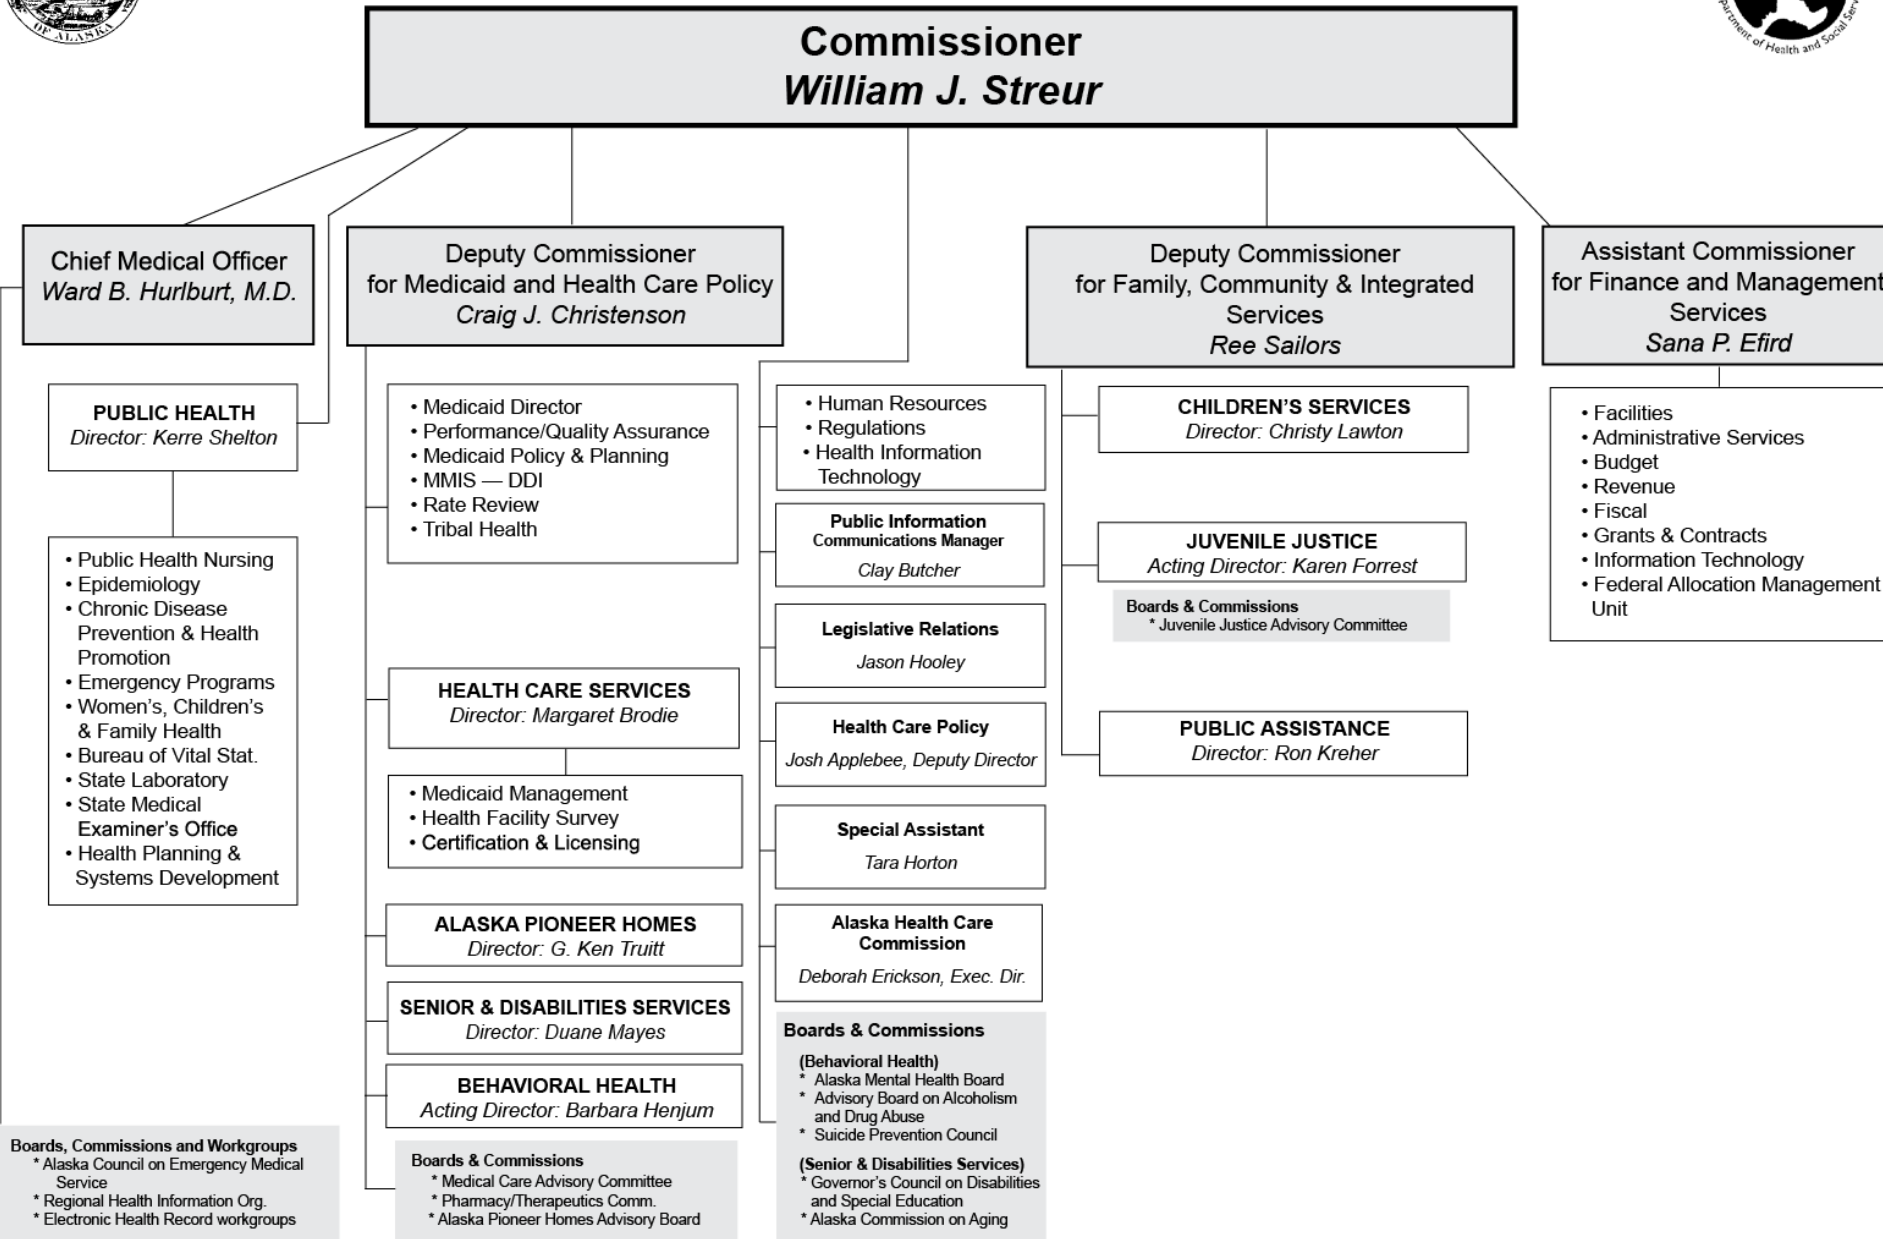 OF ALASKA
partment of Health and Social Serv
Commissioner
William J. Streur
Chief Medical Officer
Ward B. Hurlburt, M.D.
Deputy Commissioner
for Medicaid and Health Care Policy
Craig J. Christenson
Deputy Commissioner
for Family, Community & Integrated
Services
Ree Sailors
Assistant Commissioner
for Finance and Management
Services
Sana P. Efird
PUBLIC HEALTH
Director: Kerre Shelton
• Public Health Nursing
• Epidemiology
• Chronic Disease
Prevention & Health
Promotion
• Emergency Programs
• Women's, Children's
& Family Health
• Bureau of Vital Stat.
• State Laboratory
• State Medical
Examiner's Office
• Health Planning &
Systems Development
Boards, Commissions and Workgroups
* Alaska Council on Emergency Medical
Service
* Regional Health Information Org.
* Electronic Health Record workgroups
• Medicaid Director
• Performance/Quality Assurance
• Medicaid Policy & Planning
• MMIS — DDI
• Rate Review
• Tribal Health
HEALTH CARE SERVICES
Director: Margaret Brodie
• Medicaid Management
• Health Facility Survey
• Certification & Licensing
ALASKA PIONEER HOMES
Director: G. Ken Truitt
SENIOR & DISABILITIES SERVICES
Director: Duane Mayes
BEHAVIORAL HEALTH
Acting Director: Barbara Henjum
Boards & Commissions
* Medical Care Advisory Committee
* Pharmacy/Therapeutics Comm.
* Alaska Pioneer Homes Advisory Board
• Human Resources
• Regulations
• Health Information
Technology
Public Information
Communications Manager
Clay Butcher
Legislative Relations
Jason Hooley
Health Care Policy
Josh Applebee, Deputy Director
Special Assistant
Tara Horton
Alaska Health Care
Commission
Deborah Erickson, Exec. Dir.
Boards & Commissions
(Behavioral Health)
* Alaska Mental Health Board
* Advisory Board on Alcoholism
and Drug Abuse
* Suicide Prevention Council
(Senior & Disabilities Services)
* Governor's Council on Disabilities
and Special Education
* Alaska Commission on Aging
CHILDREN'S SERVICES
Director: Christy Lawton
JUVENILE JUSTICE
Acting Director: Karen Forrest
Boards & Commissions
* Juvenile Justice Advisory Committee
PUBLIC ASSISTANCE
Director: Ron Kreher
• Facilities
• Administrative Services
• Budget
• Revenue
• Fiscal
• Grants & Contracts
• Information Technology
• Federal Allocation Management
Unit